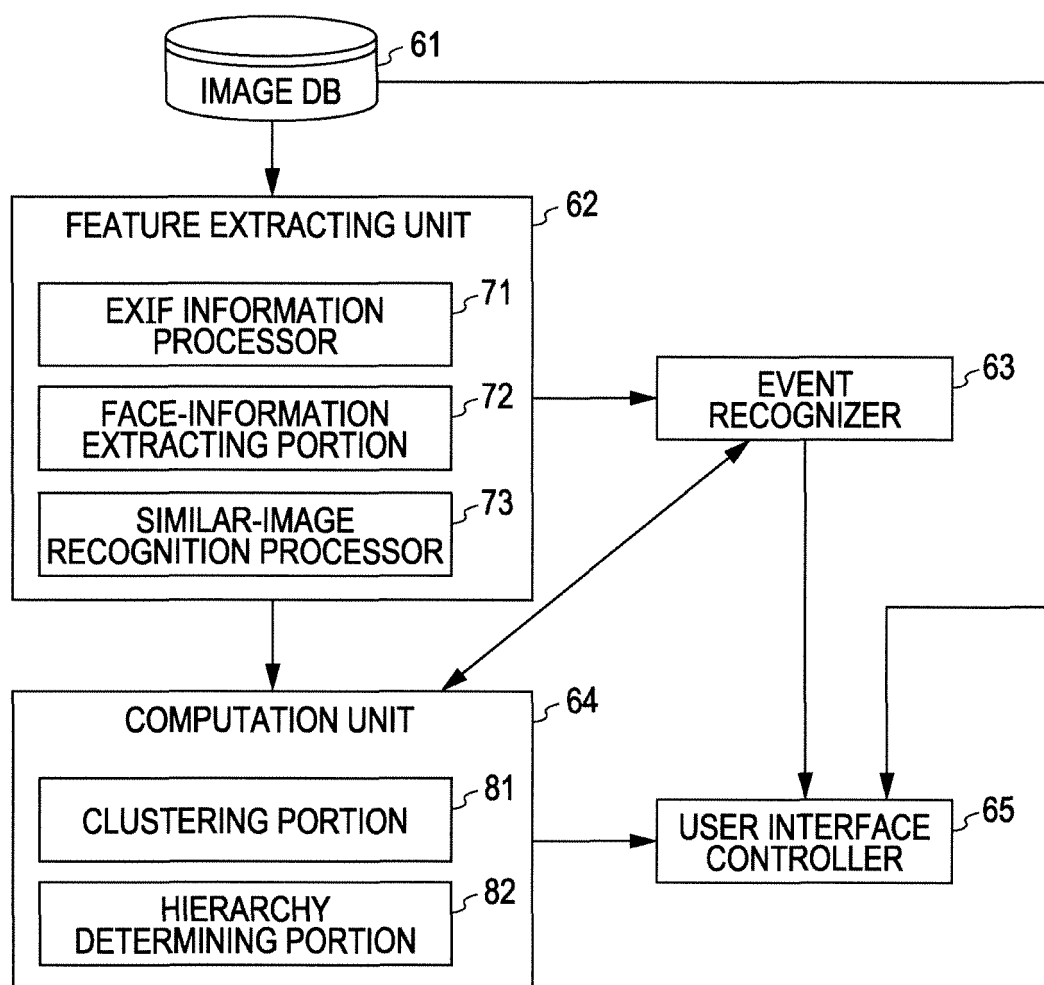 61
IMAGE DB
FEATURE EXTRACTING UNIT
62
EXIF INFORMATION
PROCESSOR
71
FACE-INFORMATION
EXTRACTING PORTION
72
SIMILAR-IMAGE
RECOGNITION PROCESSOR
73
EVENT
RECOGNIZER
63
COMPUTATION UNIT
64
CLUSTERING PORTION
81
HIERARCHY
DETERMINING PORTION
82
USER INTERFACE
CONTROLLER
65